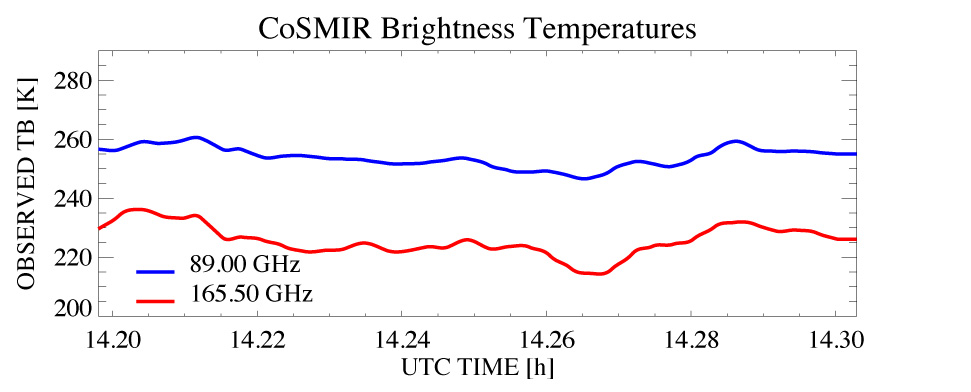 CoSMIR Brightness Temperatures
OBSERVED TB [K]
280
260
240
220
200
89.00 GHz
165.50 GHz
14.20 14.22 14.24 14.26 14.28 14.30
UTC TIME [h]